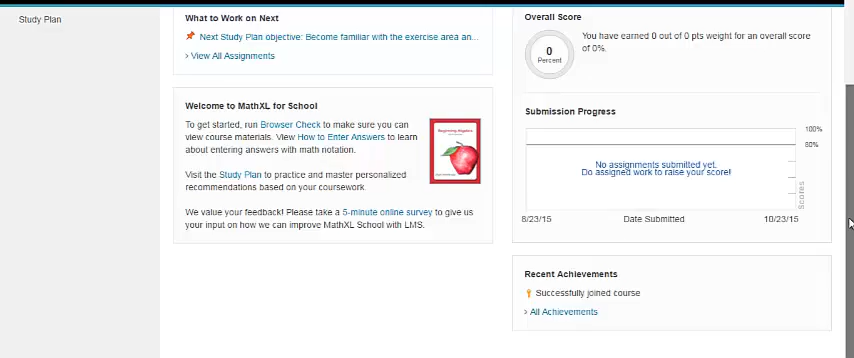 Study Plan
What to Work on Next
Next Study Plan objective: Become familiar with the exercise area an...
› View All Assignments
Welcome to MathXL for School
To get started, run Browser Check to make sure you can
view course materials. View How to Enter Answers to learn
about entering answers with math notation.
Visit the Study Plan to practice and master personalized
recommendations based on your coursework.
We value your feedback! Please take a 5-minute online survey to give us
your input on how we can improve MathXL School with LMS.
Beginning Algebra
Overall Score
0
Percent
You have earned 0 out of 0 pts weight for an overall score
of 0%.
Submission Progress
100%
80%
No assignments submitted yet.
Do assigned work to raise your score!
Scores
8/23/15 Date Submitted 10/23/15
Recent Achievements
Successfully joined course
› All Achievements